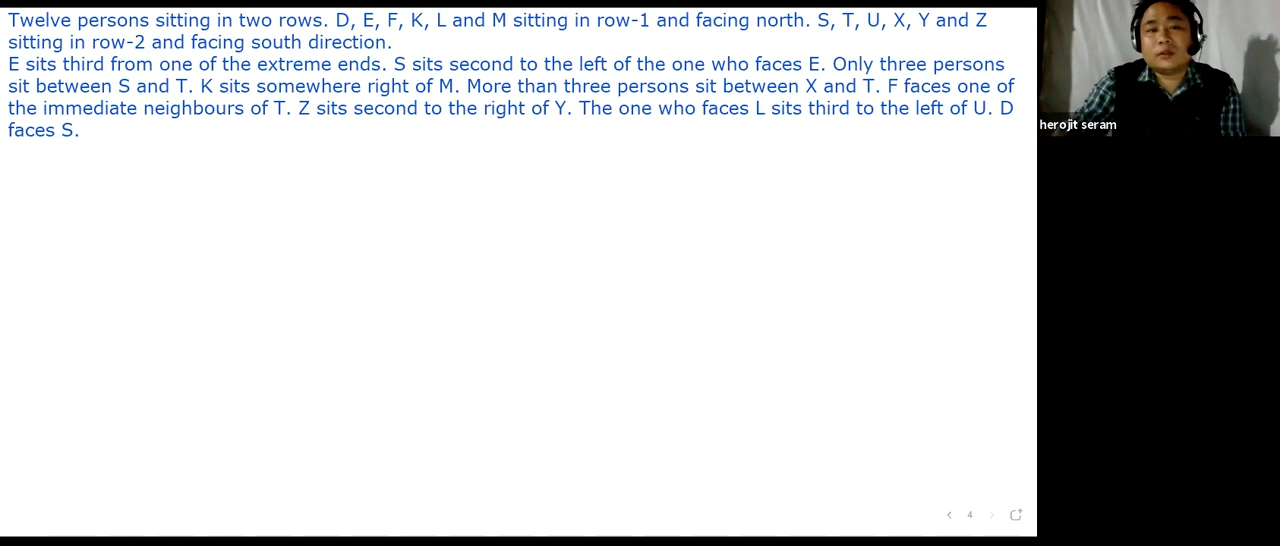 Twelve persons sitting in two rows. D, E, F, K, L and M sitting in row-1 and facing north. S, T, U, X, Y and Z
sitting in row-2 and facing south direction.
E sits third from one of the extreme ends. S sits second to the left of the one who faces E. Only three persons
sit between S and T. K sits somewhere right of M. More than three persons sit between X and T. F faces one of
the immediate neighbours of T. Z sits second to the right of Y. The one who faces L sits third to the left of U. D
faces S.
herojit seram
4